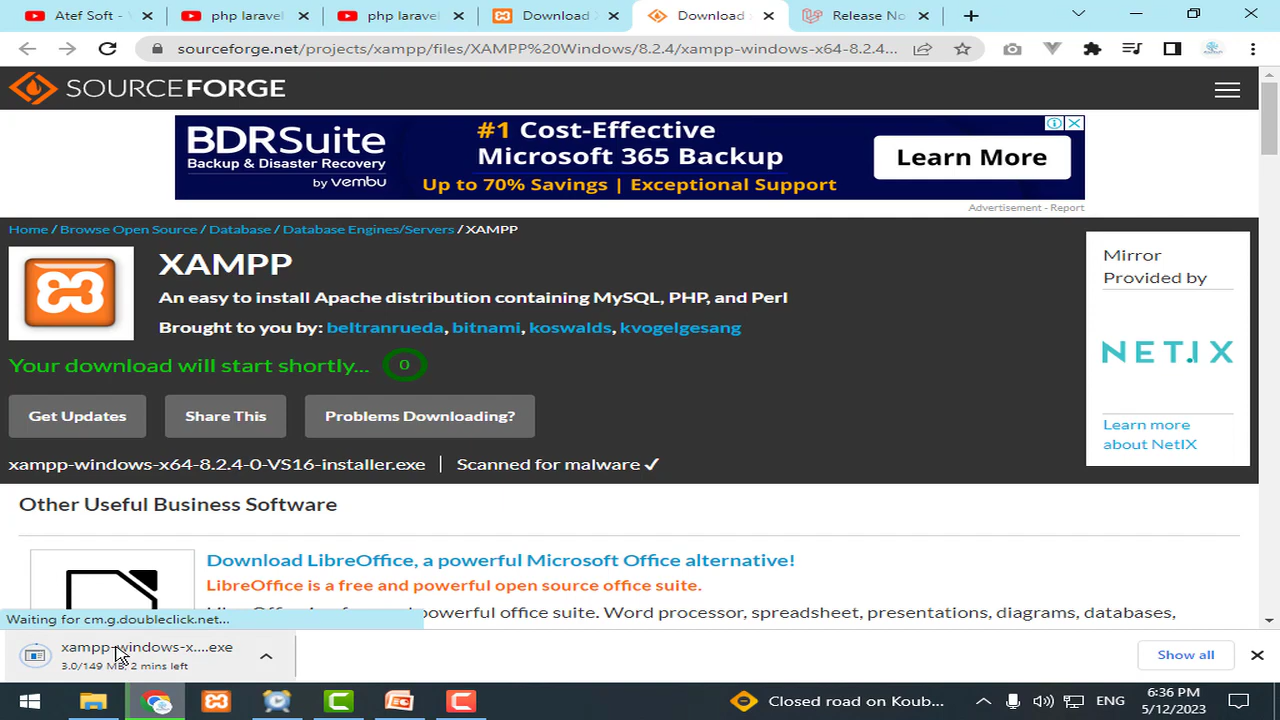 Atef Soft - 
php laravel
php laravel
Download X
Download
Release No
sourceforge.net/projects/xampp/files/XAMPP%20Windows/8.2.4/xampp-windows-x64-8.2.4...
SOURCEFORGE
BDRSuite
Backup & Disaster Recovery
by Vembu
#1 Cost-Effective
Microsoft 365 Backup
Up to 70% Savings | Exceptional Support
Learn More
Advertisement - Report
Home / Browse Open Source / Database / Database Engines/Servers / XAMPP
XAMPP
An easy to install Apache distribution containing MySQL, PHP, and Perl
Brought to you by: beltranrueda, bitnami, koswalds, kvogelgesang
Your download will start shortly... 0
Get Updates
Share This
Problems Downloading?
xampp-windows-x64-8.2.4-0-VS16-installer.exe | Scanned for malware ✓
Mirror
Provided by
NETIX
Learn more
about NetIX
Other Useful Business Software
Download LibreOffice, a powerful Microsoft Office alternative!
LibreOffice is a free and powerful open source office suite.
powerful office suite. Word processor, spreadsheet, presentations, diagrams, databases,
Waiting for cm.g.doubleclick.net...
xampp-windows-x....exe
3.0/149 MB, 2 mins left
Show all
Closed road on Koub...
ENG
6:36 PM
5/12/2023